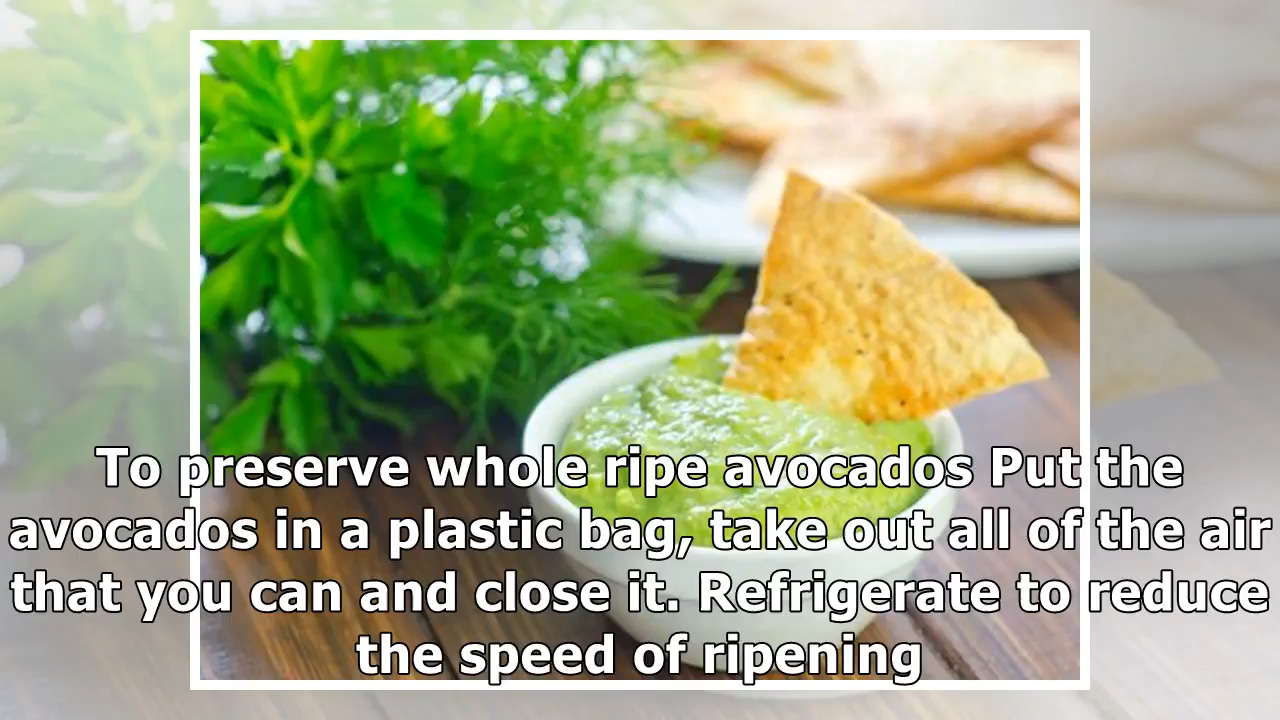 To preserve whole ripe avocados Put the
avocados in a plastic bag, take out all of the air
that you can and close it. Refrigerate to reduce
the speed of ripening